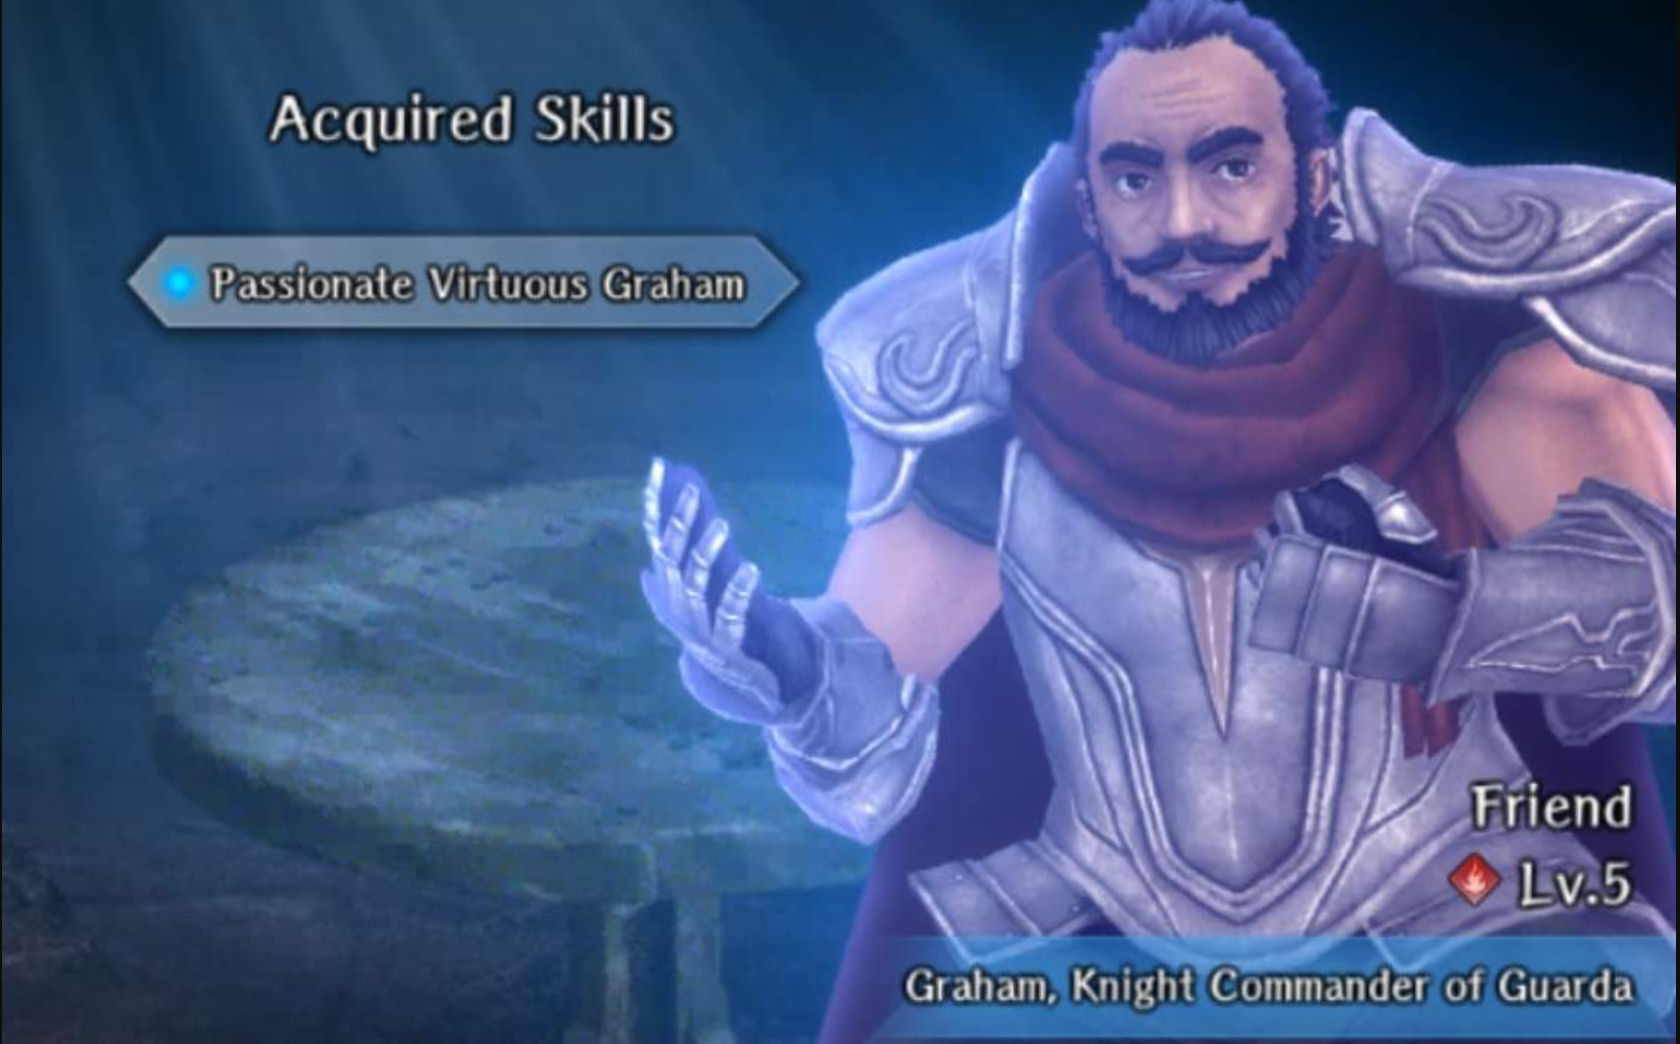 Acquired Skills
Passionate Virtuous Graham
Friend
Lv.5
Graham, Knight Commander of Guarda